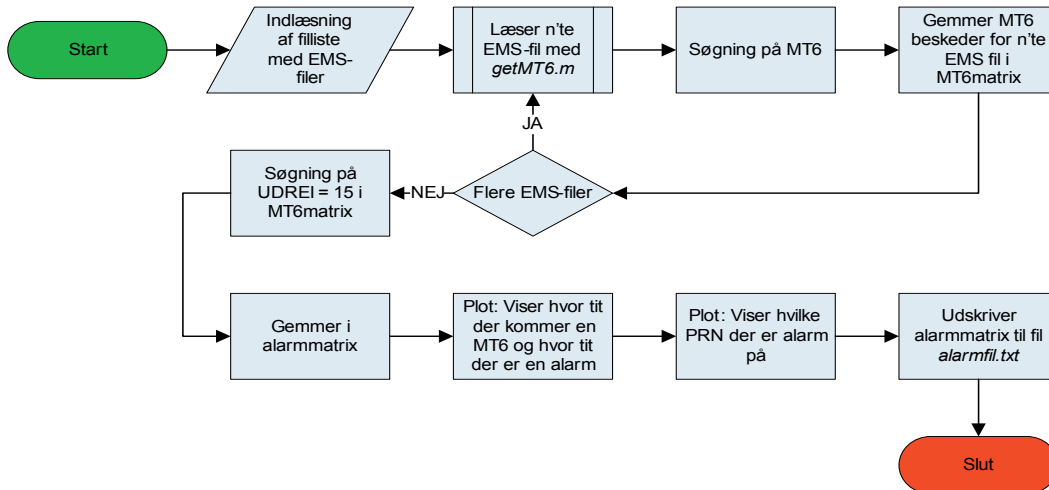 Start
Indlæsning
af filliste
med EMS-
filer
Læser n'te
EMS-fil med
getMT6.m
Søgning på MT6
Gemmer MT6
beskeder for n'te
EMS fil i
MT6matrix
JA
Flere EMS-filer
NEJ
Søgning på
UDREI = 15 i
MT6matrix
Gemmer i
alarmmatrix
Plot: Viser hvor tit
der kommer en
MT6 og hvor tit
der er en alarm
Plot: Viser hvilke
PRN der er alarm
på
Udskriver
alarmmatrix til fil
alarmfil.txt
Slut